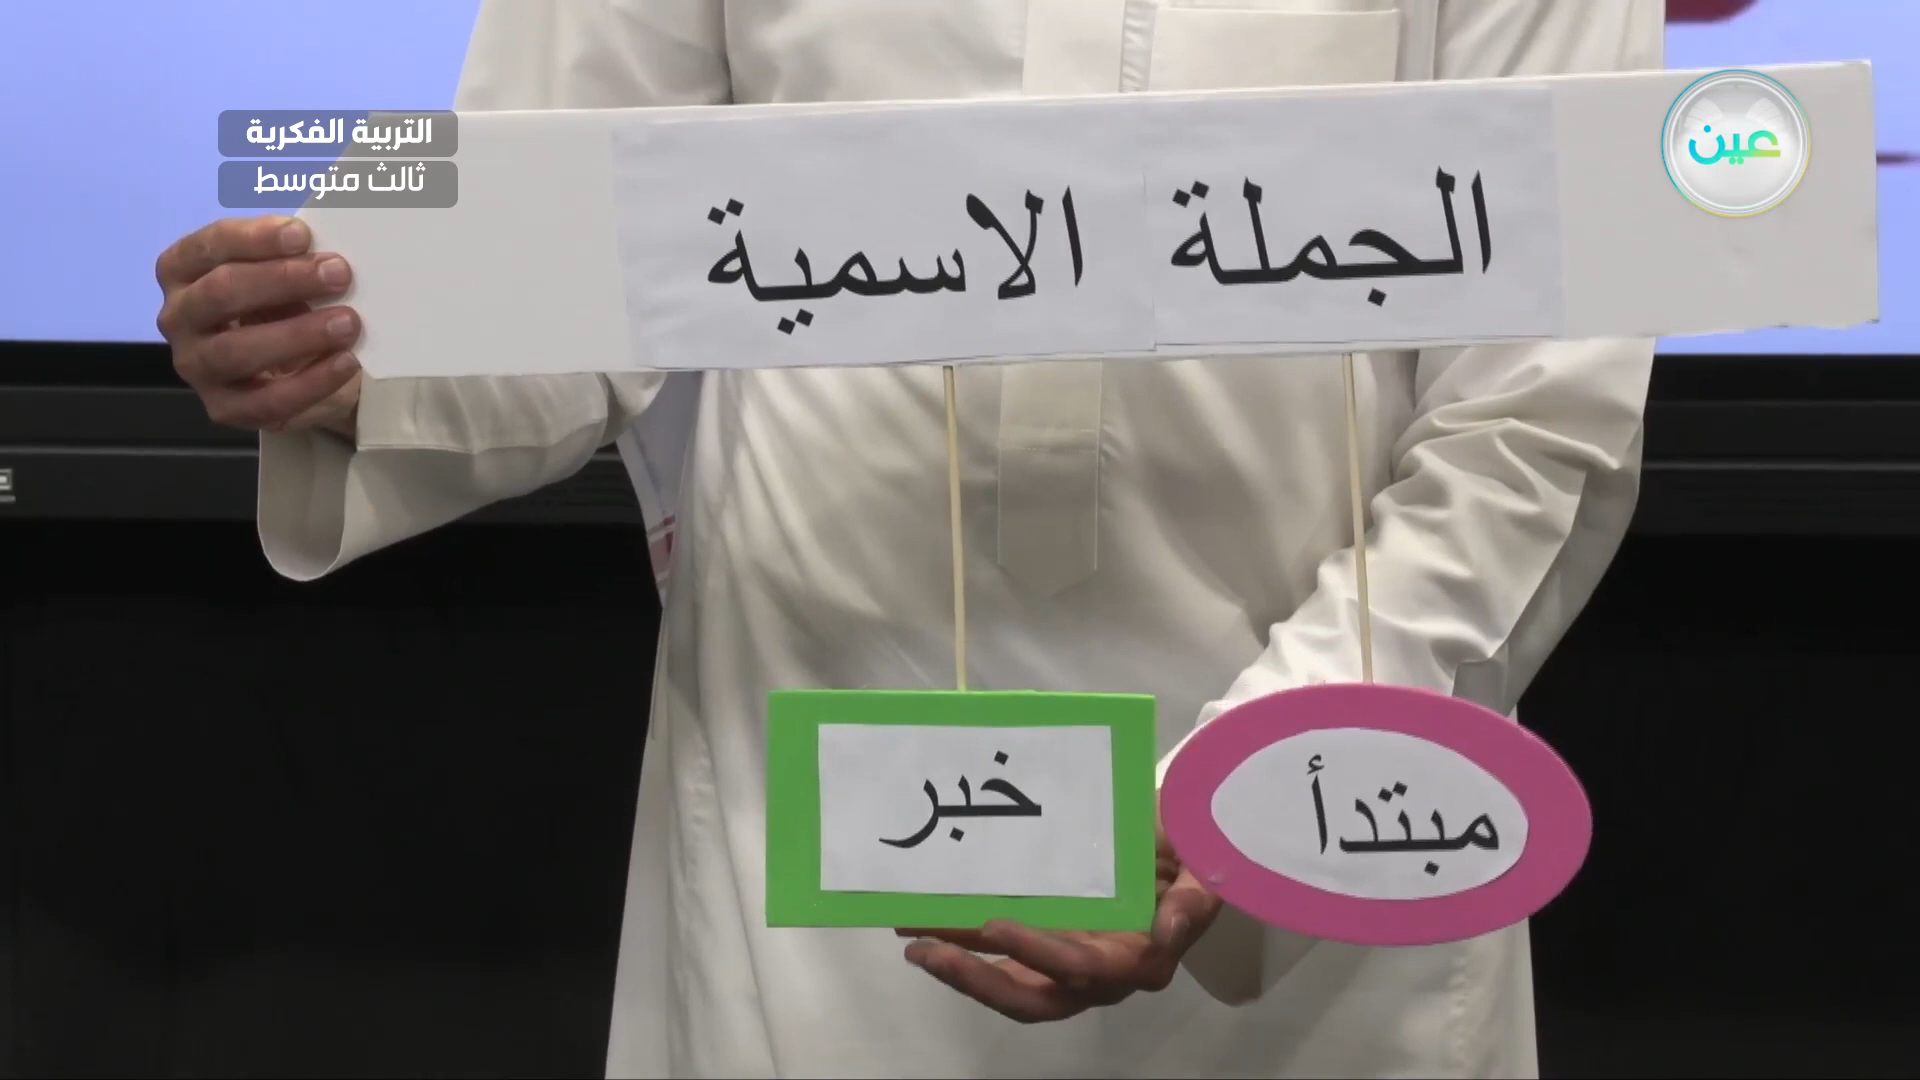 التربية الفكرية
ثالث متوسط
عين
الجملة الاسمية
مبتدأ
خبر